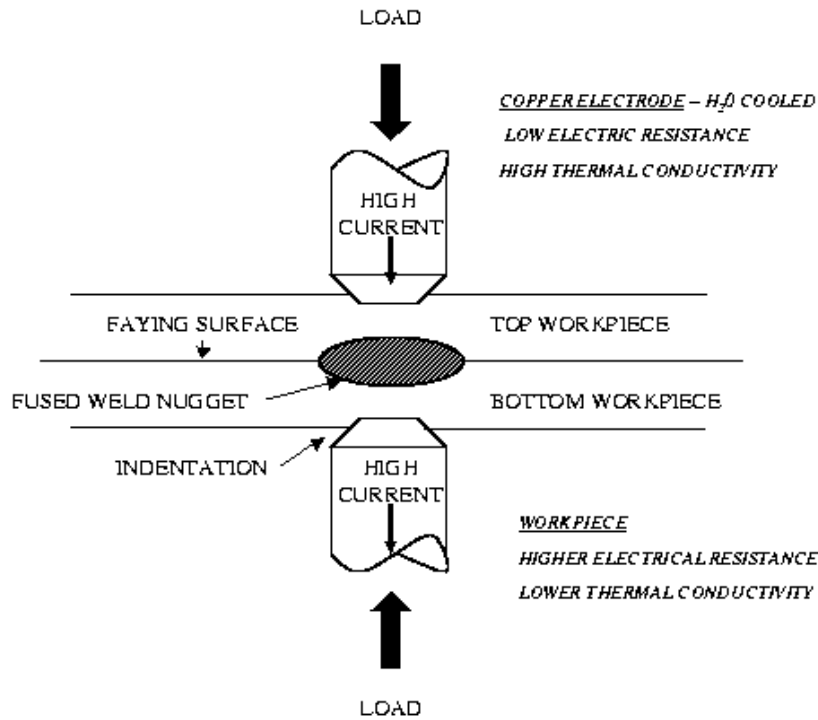 LOAD
COPPER ELECTRODE – H₂O COOLED
LOW ELECTRIC RESISTANCE
HIGH THERMAL CONDUCTIVITY
HIGH
CURRENT
FAYING SURFACE
TOP WORKPIECE
FUSED WELD NUGGET
BOTTOM WORKPIECE
INDENTATION
HIGH
CURRENT
WORKPIECE
HIGHER ELECTRICAL RESISTANCE
LOWER THERMAL CONDUCTIVITY
LOAD